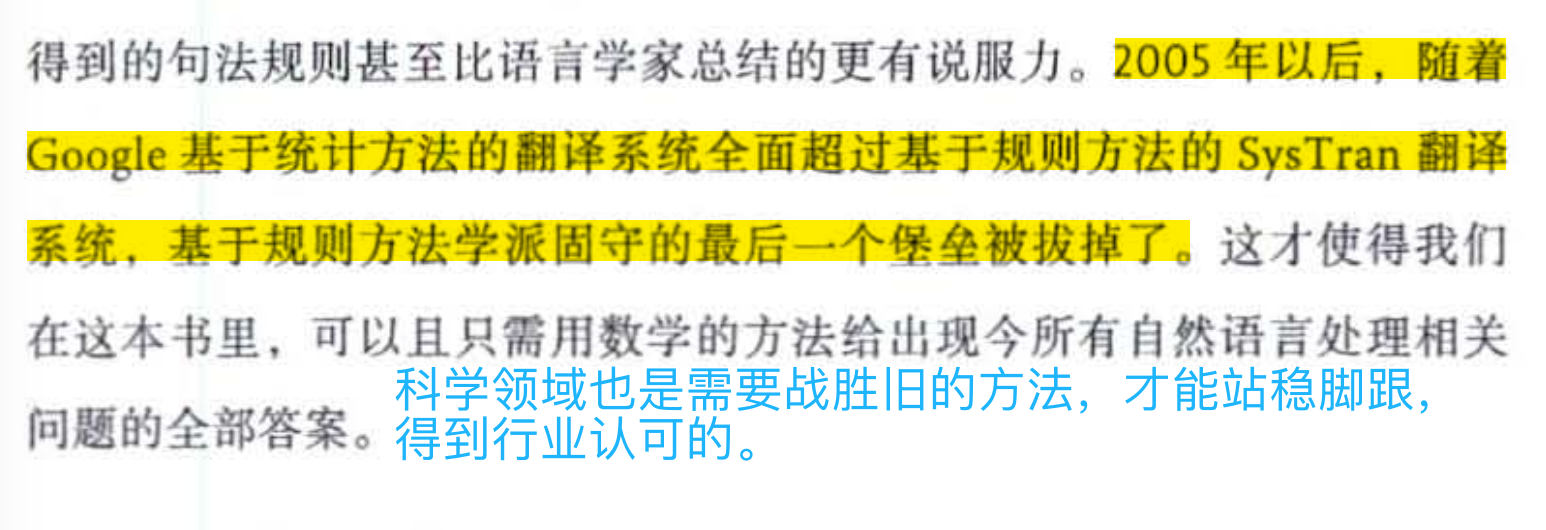 得到的句法规则甚至比语言学家总结的更有说服力。2005 年以后，随着
Google 基于统计方法的翻译系统全面超过基于规则方法的 SysTran 翻译
系统，基于规则方法学派固守的最后一个堡垒被拔掉了。这才使得我们
在这本书里，可以且只需用数学的方法给出现今所有自然语言处理相关
问题的全部答案。
科学领域也是需要战胜旧的方法，才能站稳脚跟，
得到行业认可的。